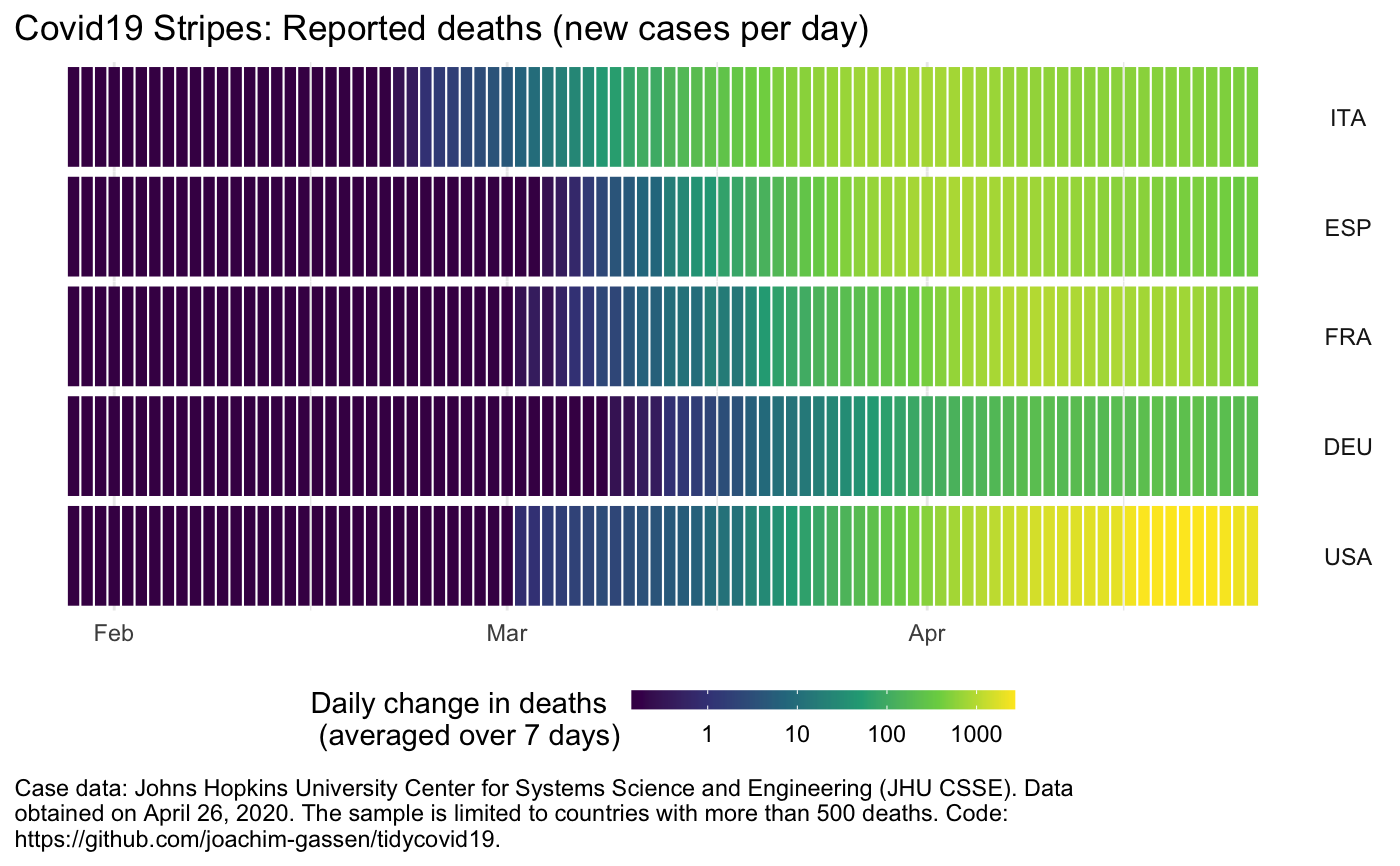 Covid19 Stripes: Reported deaths (new cases per day)
ITA
ESP
FRA
DEU
USA
Feb Mar Apr
Daily change in deaths
(averaged over 7 days)
1 10 100 1000
Case data: Johns Hopkins University Center for Systems Science and Engineering (JHU CSSE). Data
obtained on April 26, 2020. The sample is limited to countries with more than 500 deaths. Code:
https://github.com/joachim-gassen/tidycovid19.